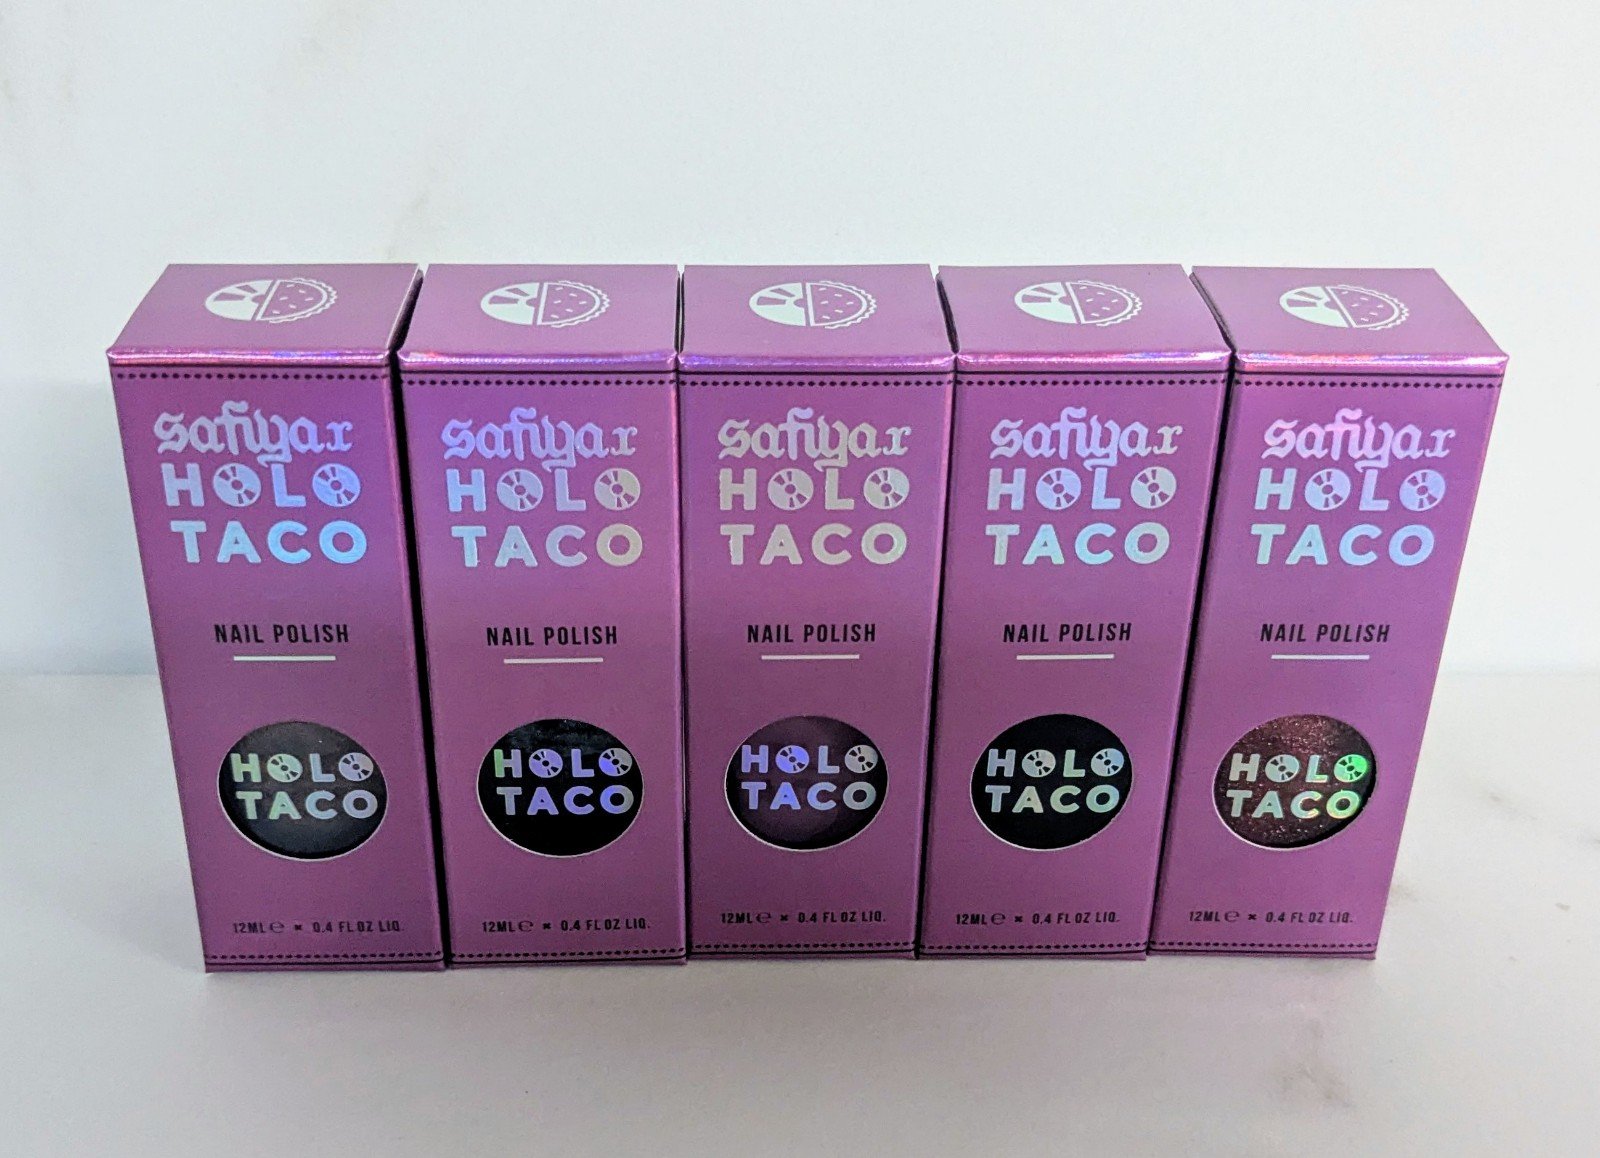 safiya x
HOLO
TACO
NAIL POLISH
HOLO
TACO
12ML ℮ × 0.4 FL OZ LIQ.
safiya x
HOLO
TACO
NAIL POLISH
HOLO
TACO
12ML ℮ × 0.4 FL OZ LIQ.
safiya x
HOLO
TACO
NAIL POLISH
HOLO
TACO
12ML ℮ × 0.4 FL OZ LIQ.
safiya x
HOLO
TACO
NAIL POLISH
HOLO
TACO
12ML ℮ × 0.4 FL OZ LIQ.
safiya x
HOLO
TACO
NAIL POLISH
HOLO
TACO
12ML ℮ × 0.4 FL OZ LIQ.